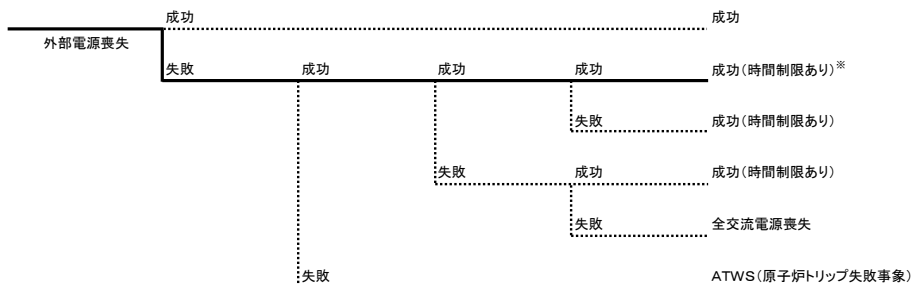 成功 成功
外部電源喪失
失敗 成功 成功 成功 成功(時間制限あり)※
失敗 成功(時間制限あり)
失敗 成功 成功(時間制限あり)
失敗 全交流電源喪失
失敗 ATWS(原子炉トリップ失敗事象)